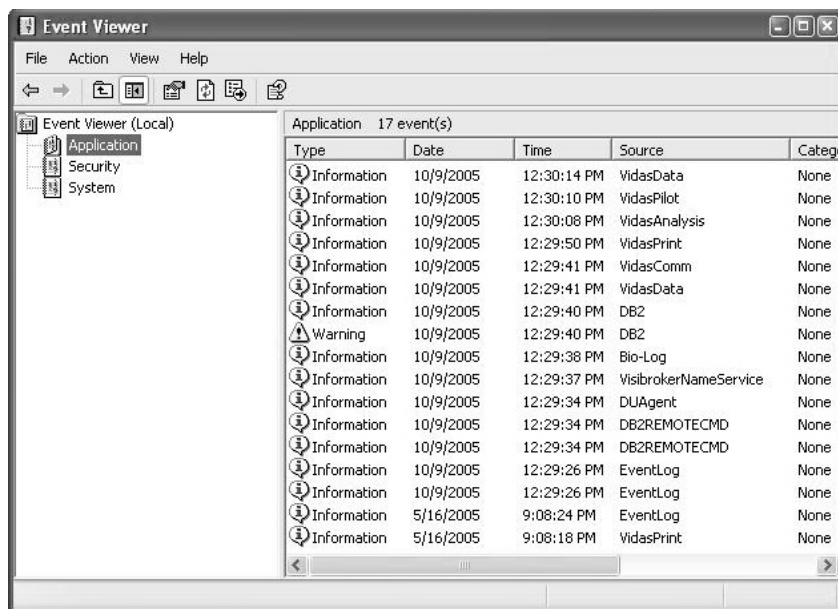 Event Viewer
File Action View Help
Event Viewer (Local)
Application
Security
System
Application 17 event(s)
Type Date Time Source Catego
Information 10/9/2005 12:30:14 PM VidasData None
Information 10/9/2005 12:30:10 PM VidasPilot None
Information 10/9/2005 12:30:08 PM VidasAnalysis None
Information 10/9/2005 12:29:50 PM VidasPrint None
Information 10/9/2005 12:29:41 PM VidasComm None
Information 10/9/2005 12:29:41 PM VidasData None
Information 10/9/2005 12:29:40 PM DB2 None
Warning 10/9/2005 12:29:40 PM DB2 None
Information 10/9/2005 12:29:38 PM Bio-Log None
Information 10/9/2005 12:29:37 PM VisibrokerNameService None
Information 10/9/2005 12:29:34 PM DUAgent None
Information 10/9/2005 12:29:34 PM DB2REMOTECMD None
Information 10/9/2005 12:29:34 PM DB2REMOTECMD None
Information 10/9/2005 12:29:26 PM EventLog None
Information 10/9/2005 12:29:26 PM EventLog None
Information 5/16/2005 9:08:24 PM EventLog None
Information 5/16/2005 9:08:18 PM VidasPrint None